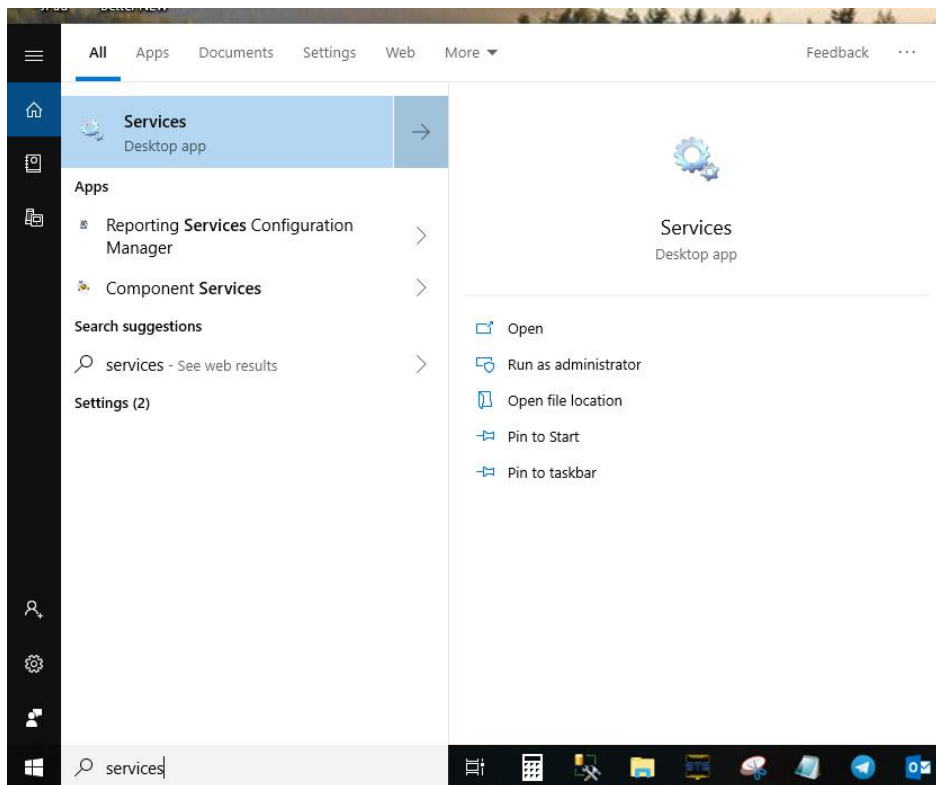 All Apps Documents Settings Web More Feedback ...
Services
Desktop app
Apps
Reporting Services Configuration
Manager
Component Services
Search suggestions
services - See web results
Settings (2)
Services
Desktop app
Open
Run as administrator
Open file location
Pin to Start
Pin to taskbar
services